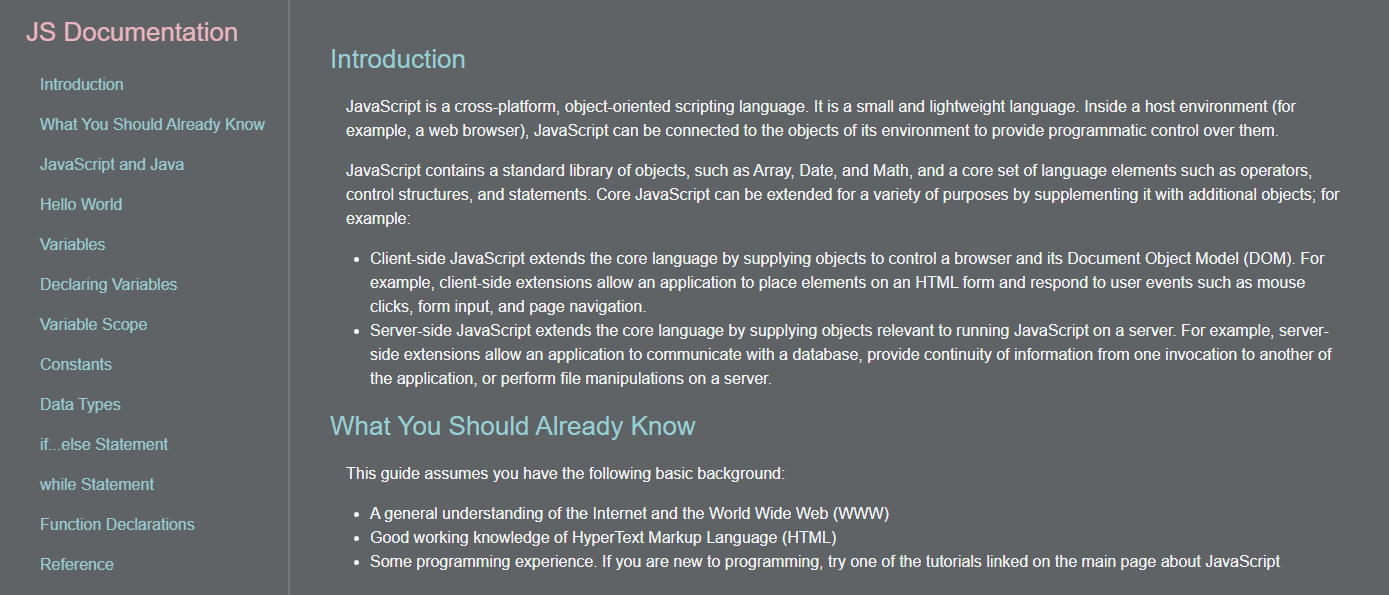 JS Documentation
Introduction
What You Should Already Know
JavaScript and Java
Hello World
Variables
Declaring Variables
Variable Scope
Constants
Data Types
if...else Statement
while Statement
Function Declarations
Reference
Introduction
JavaScript is a cross-platform, object-oriented scripting language. It is a small and lightweight language. Inside a host environment (for
example, a web browser), JavaScript can be connected to the objects of its environment to provide programmatic control over them.
JavaScript contains a standard library of objects, such as Array, Date, and Math, and a core set of language elements such as operators,
control structures, and statements. Core JavaScript can be extended for a variety of purposes by supplementing it with additional objects; for
example:
• Client-side JavaScript extends the core language by supplying objects to control a browser and its Document Object Model (DOM). For
example, client-side extensions allow an application to place elements on an HTML form and respond to user events such as mouse
clicks, form input, and page navigation.
• Server-side JavaScript extends the core language by supplying objects relevant to running JavaScript on a server. For example, server-
side extensions allow an application to communicate with a database, provide continuity of information from one invocation to another of
the application, or perform file manipulations on a server.
What You Should Already Know
This guide assumes you have the following basic background:
• A general understanding of the Internet and the World Wide Web (WWW)
• Good working knowledge of HyperText Markup Language (HTML)
• Some programming experience. If you are new to programming, try one of the tutorials linked on the main page about JavaScript